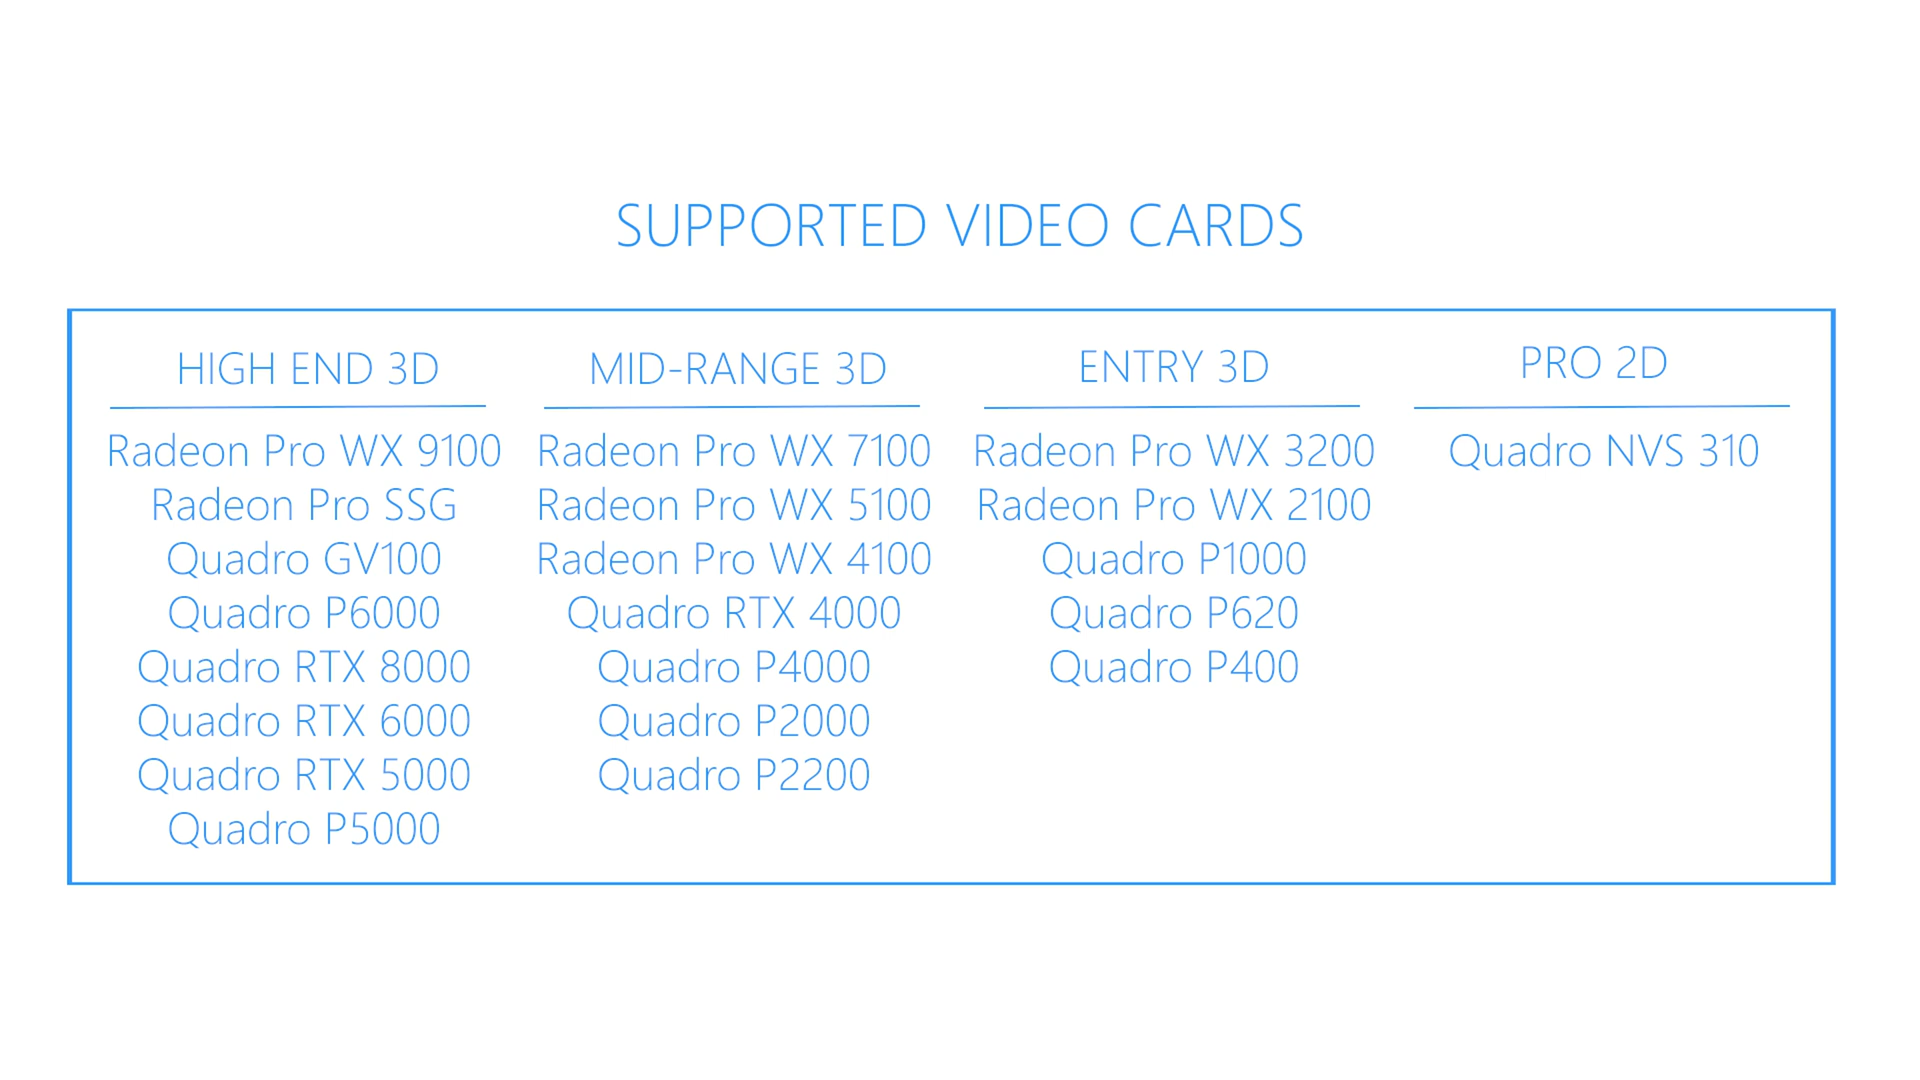 SUPPORTED VIDEO CARDS
HIGH END 3D
Radeon Pro WX 9100
Radeon Pro SSG
Quadro GV100
Quadro P6000
Quadro RTX 8000
Quadro RTX 6000
Quadro RTX 5000
Quadro P5000
MID-RANGE 3D
Radeon Pro WX 7100
Radeon Pro WX 5100
Radeon Pro WX 4100
Quadro RTX 4000
Quadro P4000
Quadro P2000
Quadro P2200
ENTRY 3D
Radeon Pro WX 3200
Radeon Pro WX 2100
Quadro P1000
Quadro P620
Quadro P400
PRO 2D
Quadro NVS 310